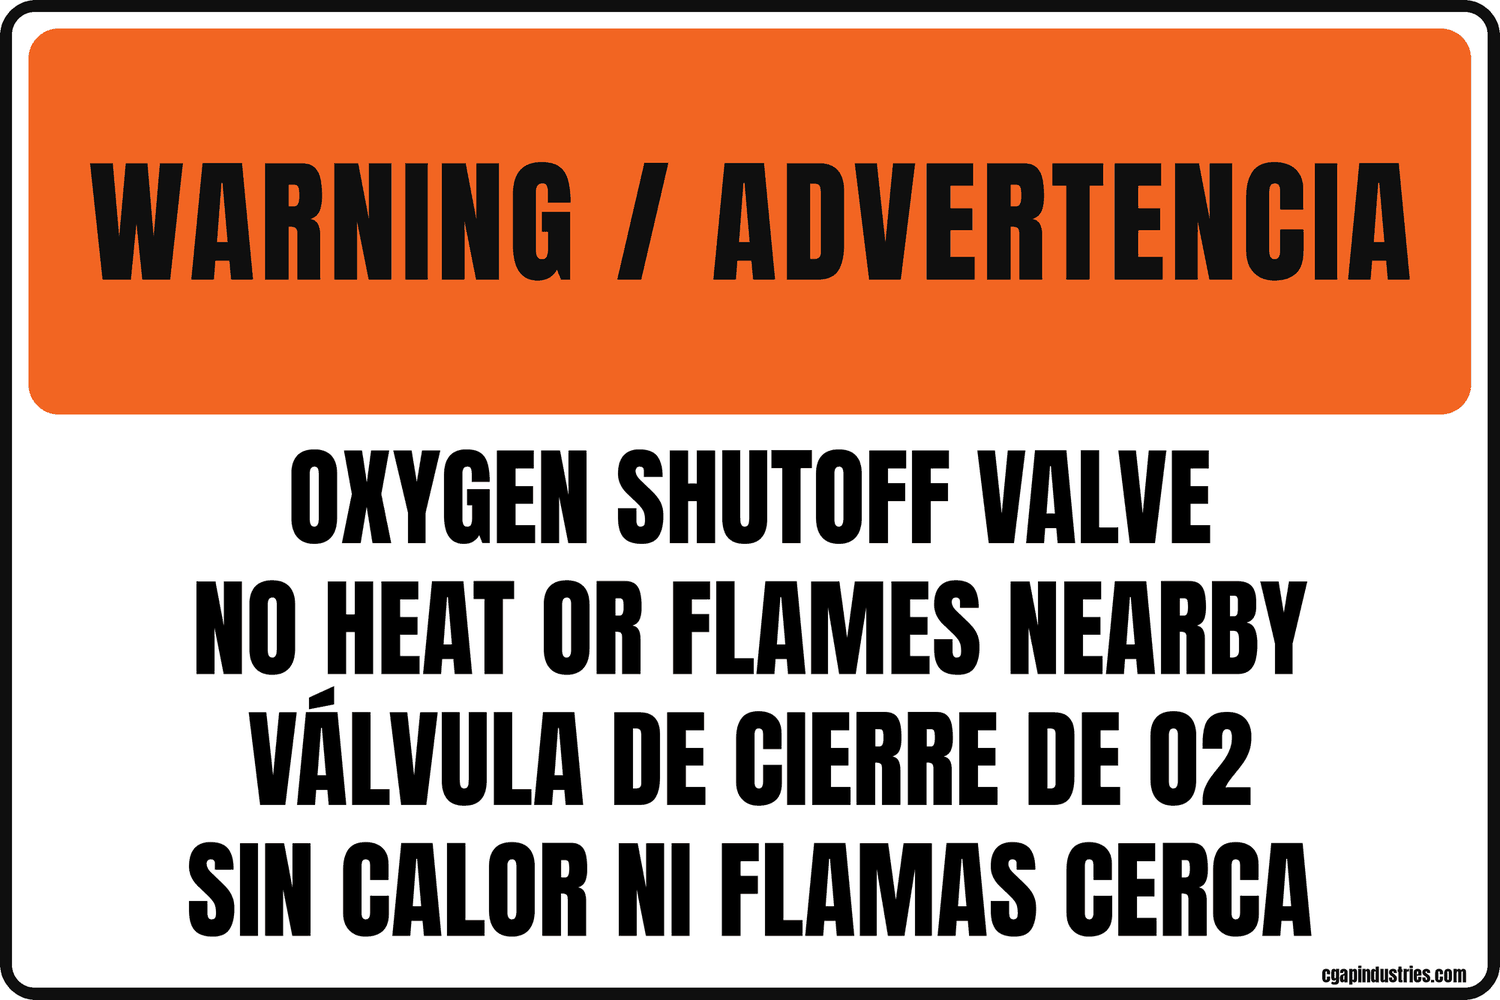 WARNING / ADVERTENCIA
OXYGEN SHUTOFF VALVE
NO HEAT OR FLAMES NEARBY
VÁLVULA DE CIERRE DE O2
SIN CALOR NI FLAMAS CERCA
cgapindustries.com